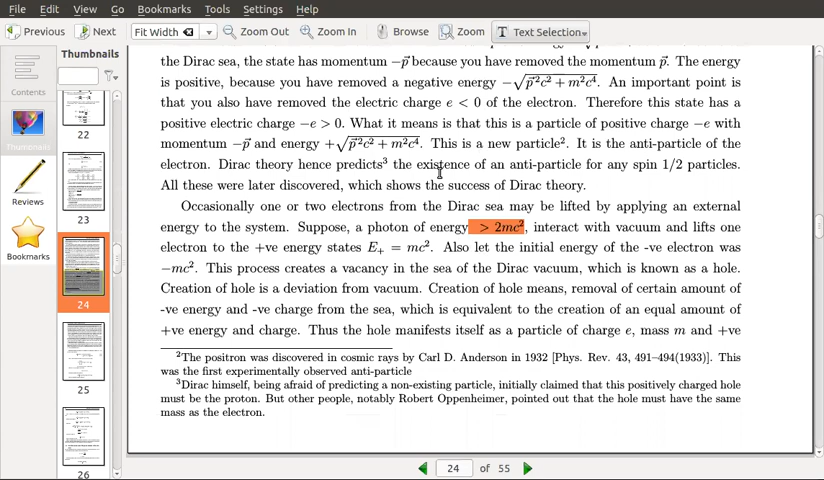 File Edit View Go Bookmarks Tools Settings Help
Previous Next Fit Width Zoom Out Zoom In Browse Zoom Text Selection
Thumbnails
Contents
Thumbnails
Reviews
Bookmarks
22
23
24
25
26
the Dirac sea, the state has momentum −p⃗ because you have removed the momentum p⃗. The energy
is positive, because you have removed a negative energy −√(p⃗ ²c² + m²c⁴). An important point is
that you also have removed the electric charge e < 0 of the electron. Therefore this state has a
positive electric charge −e > 0. What it means is that this is a particle of positive charge −e with
momentum −p⃗ and energy +√(p⃗ ²c² + m²c⁴). This is a new particle². It is the anti-particle of the
electron. Dirac theory hence predicts³ the existence of an anti-particle for any spin 1/2 particles.
All these were later discovered, which shows the success of Dirac theory.
Occasionally one or two electrons from the Dirac sea may be lifted by applying an external
energy to the system. Suppose, a photon of energy > 2mc², interact with vacuum and lifts one
electron to the +ve energy states E₊ = mc². Also let the initial energy of the -ve electron was
−mc². This process creates a vacancy in the sea of the Dirac vacuum, which is known as a hole.
Creation of hole is a deviation from vacuum. Creation of hole means, removal of certain amount of
-ve energy and -ve charge from the sea, which is equivalent to the creation of an equal amount of
+ve energy and charge. Thus the hole manifests itself as a particle of charge e, mass m and +ve
²The positron was discovered in cosmic rays by Carl D. Anderson in 1932 [Phys. Rev. 43, 491–494(1933)]. This
was the first experimentally observed anti-particle
³Dirac himself, being afraid of predicting a non-existing particle, initially claimed that this positively charged hole
must be the proton. But other people, notably Robert Oppenheimer, pointed out that the hole must have the same
mass as the electron.
24 of 55